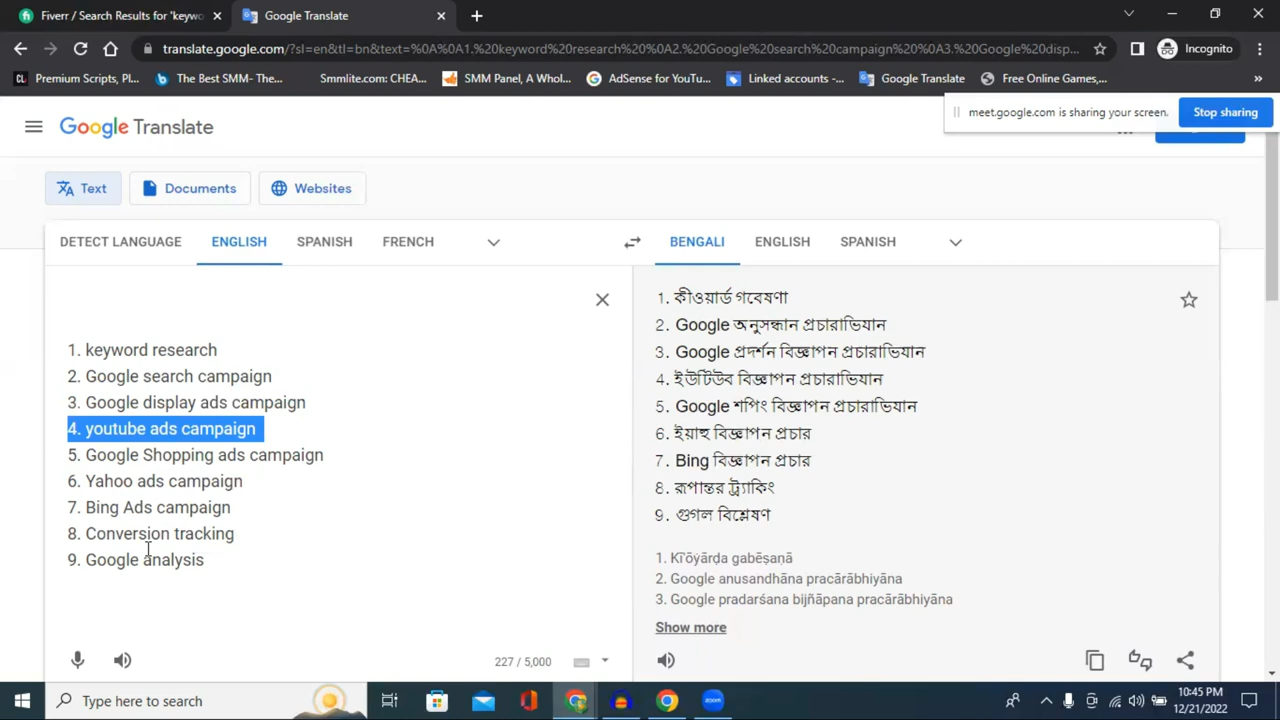 Fiverr / Search Results for 'keywo
Google Translate
translate.google.com/?sl=en&tl=bn&text=%0A%0A1.%20keyword%20research%20%0A2.%20Google%20search%20campaign%20%0A3.%20Google%20disp...
Incognito
Premium Scripts, Pl...
The Best SMM- The...
Smmlite.com: CHEA...
SMM Panel, A Whol...
AdSense for YouTu...
Linked accounts -...
Google Translate
Free Online Games,...
meet.google.com is sharing your screen.
Stop sharing
Google Translate
Text
Documents
Websites
DETECT LANGUAGE
ENGLISH
SPANISH
FRENCH
BENGALI
ENGLISH
SPANISH
1. keyword research
2. Google search campaign
3. Google display ads campaign
4. youtube ads campaign
5. Google Shopping ads campaign
6. Yahoo ads campaign
7. Bing Ads campaign
8. Conversion tracking
9. Google analysis
227 / 5,000
1. কীওয়ার্ড গবেষণা
2. Google অনুসন্ধান প্রচারাভিযান
3. Google প্রদর্শন বিজ্ঞাপন প্রচারাভিযান
4. ইউটিউব বিজ্ঞাপন প্রচারাভিযান
5. Google শপিং বিজ্ঞাপন প্রচারাভিযান
6. ইয়াহু বিজ্ঞাপন প্রচার
7. Bing বিজ্ঞাপন প্রচার
8. রূপান্তর ট্র্যাকিং
9. গুগল বিশ্লেষণ
1. Kī'ōẏārḍa gabēṣaṇā
2. Google anusandhāna pracārābhiyāna
3. Google pradarśana bijñāpana pracārābhiyāna
Show more
Type here to search
10:45 PM
12/21/2022